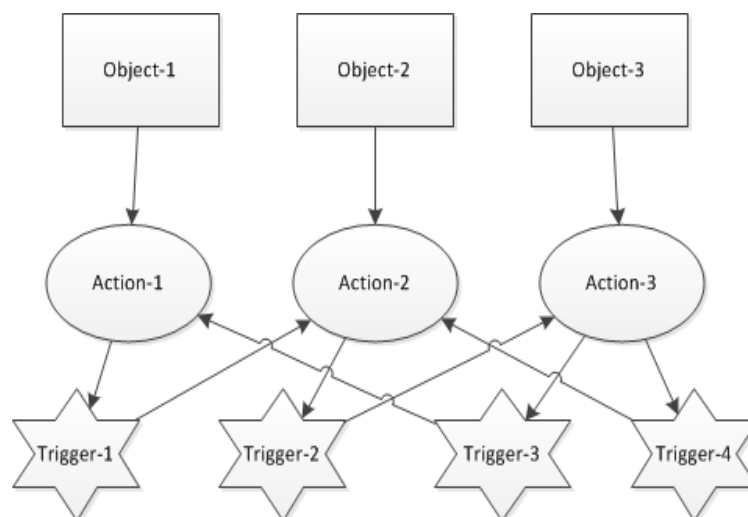 Object-1
Object-2
Object-3
Action-1
Action-2
Action-3
Trigger-1
Trigger-2
Trigger-3
Trigger-4